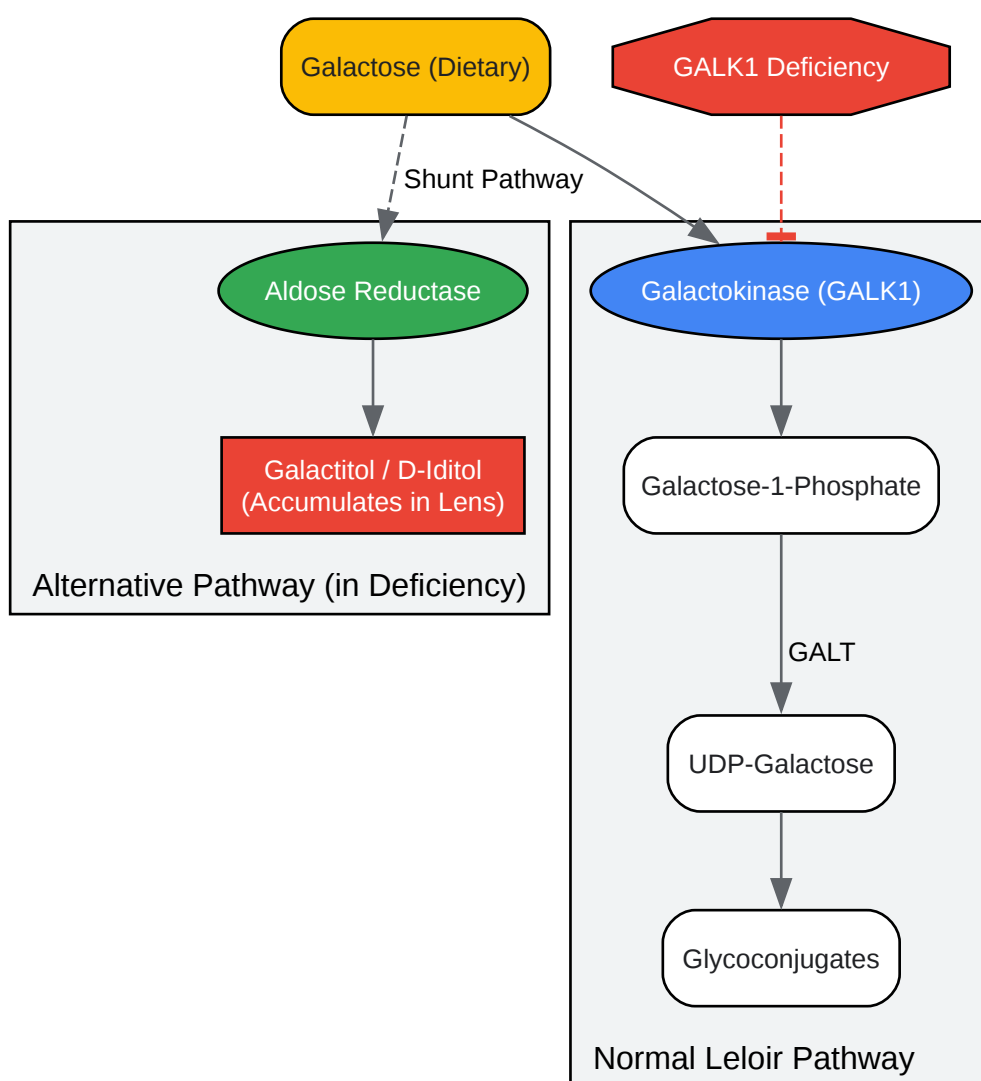 Galactose (Dietary)
GALK1 Deficiency
Shunt Pathway
Aldose Reductase
Galactokinase (GALK1)
Galactitol / D-Iditol
(Accumulates in Lens)
Galactose-1-Phosphate
Alternative Pathway (in Deficiency)
GALT
UDP-Galactose
Glycoconjugates
Normal Leloir Pathway